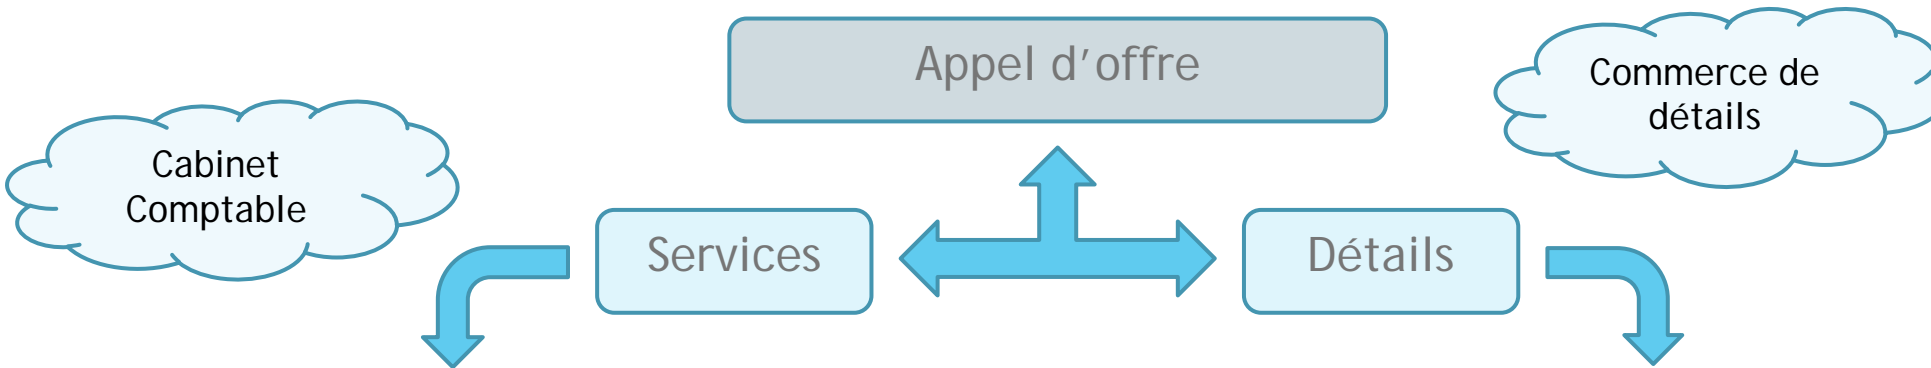 Appel d’offre
Commerce de
détails
Cabinet
Comptable
Services
Détails